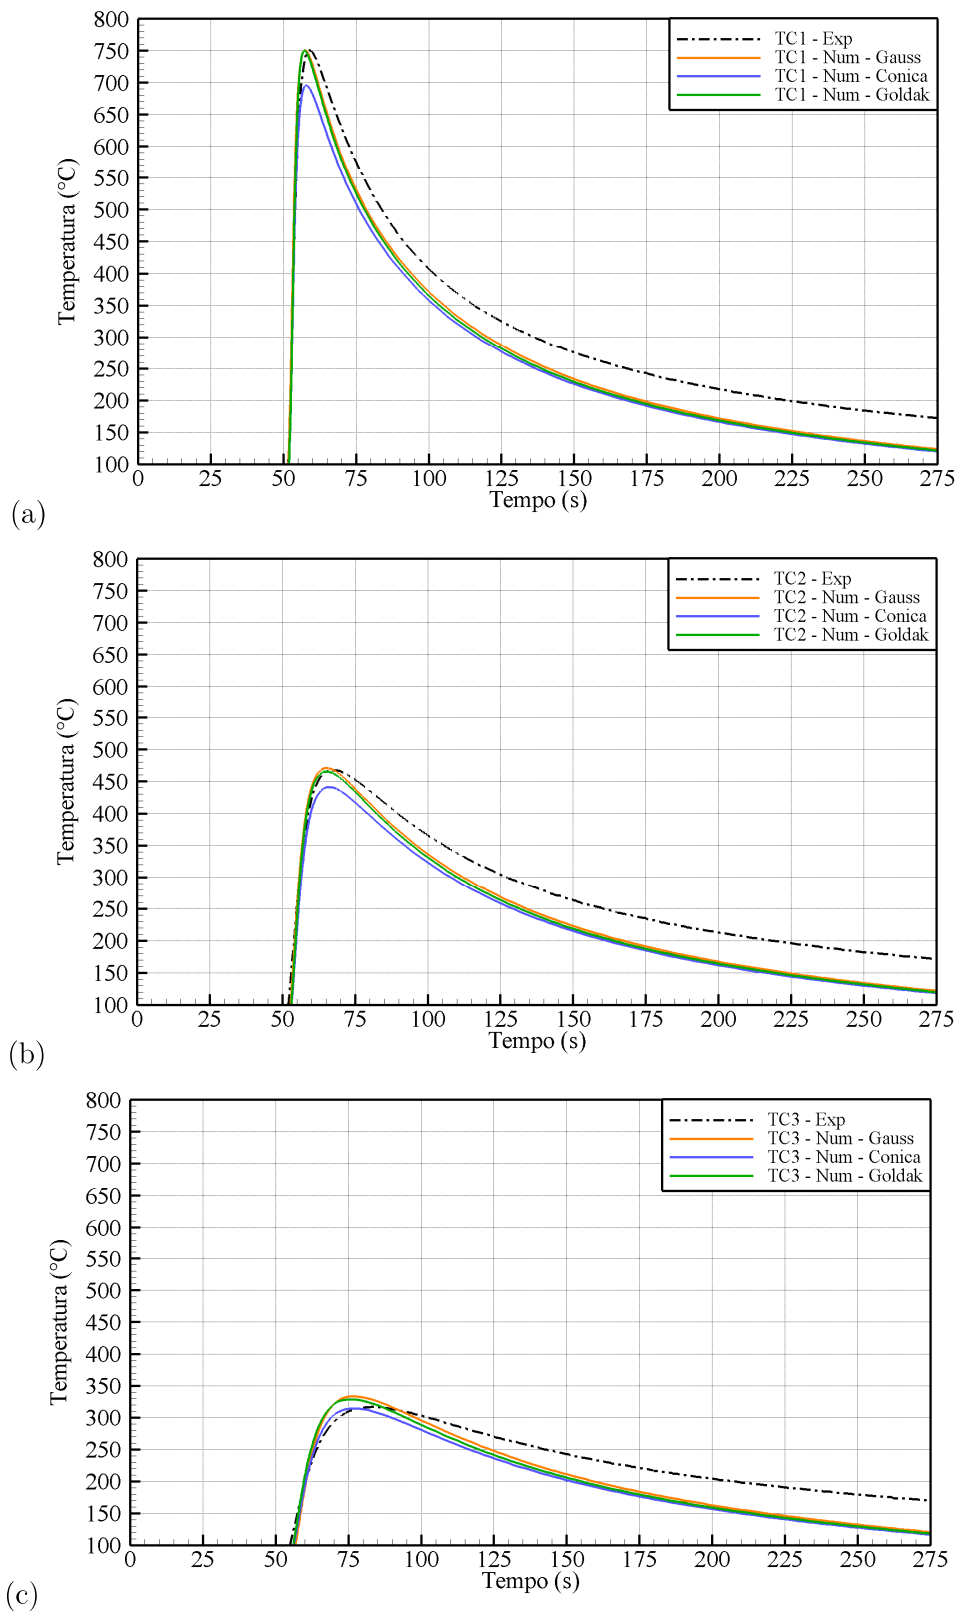 800
750
700
650
600
550
500
450
400
350
300
250
200
150
100
Temperatura (°C)
TC1 - Exp
TC1 - Num - Gauss
TC1 - Num - Conica
TC1 - Num - Goldak
0 25 50 75 100 125 150 175 200 225 250 275
Tempo (s)
(a)
800
750
700
650
600
550
500
450
400
350
300
250
200
150
100
Temperatura (°C)
TC2 - Exp
TC2 - Num - Gauss
TC2 - Num - Conica
TC2 - Num - Goldak
0 25 50 75 100 125 150 175 200 225 250 275
Tempo (s)
(b)
800
750
700
650
600
550
500
450
400
350
300
250
200
150
100
Temperatura (°C)
TC3 - Exp
TC3 - Num - Gauss
TC3 - Num - Conica
TC3 - Num - Goldak
0 25 50 75 100 125 150 175 200 225 250 275
Tempo (s)
(c)